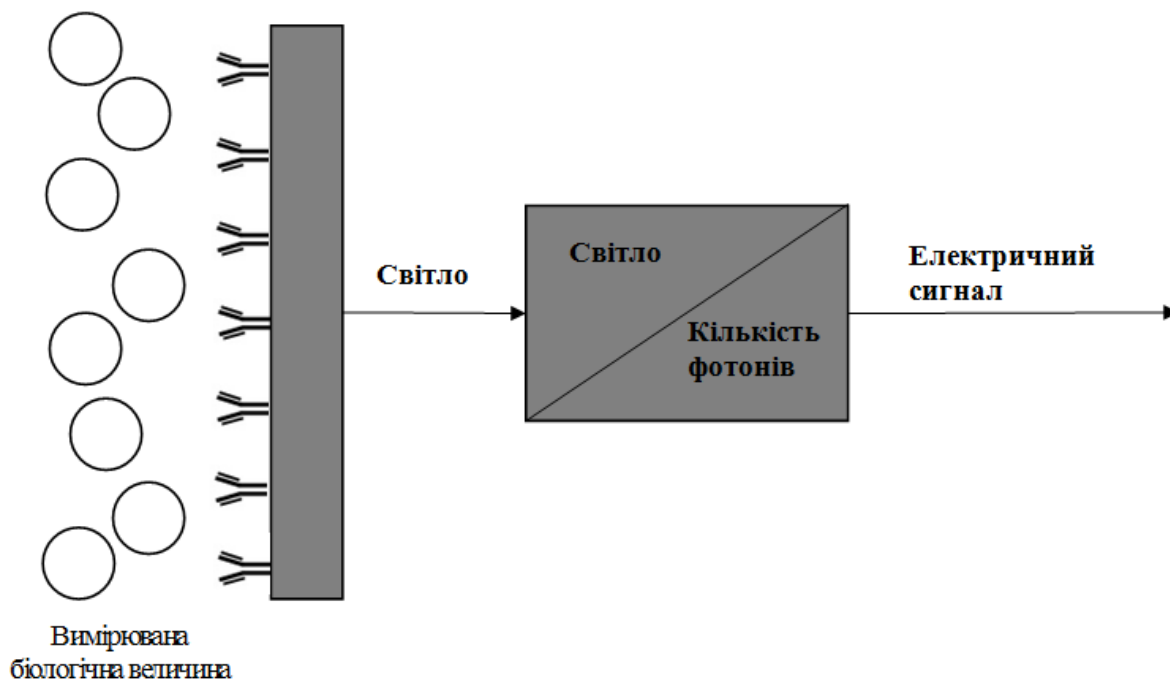 Світло
Світло
Кількість
фотонів
Електричний
сигнал
Вимірювана
біологічна величина